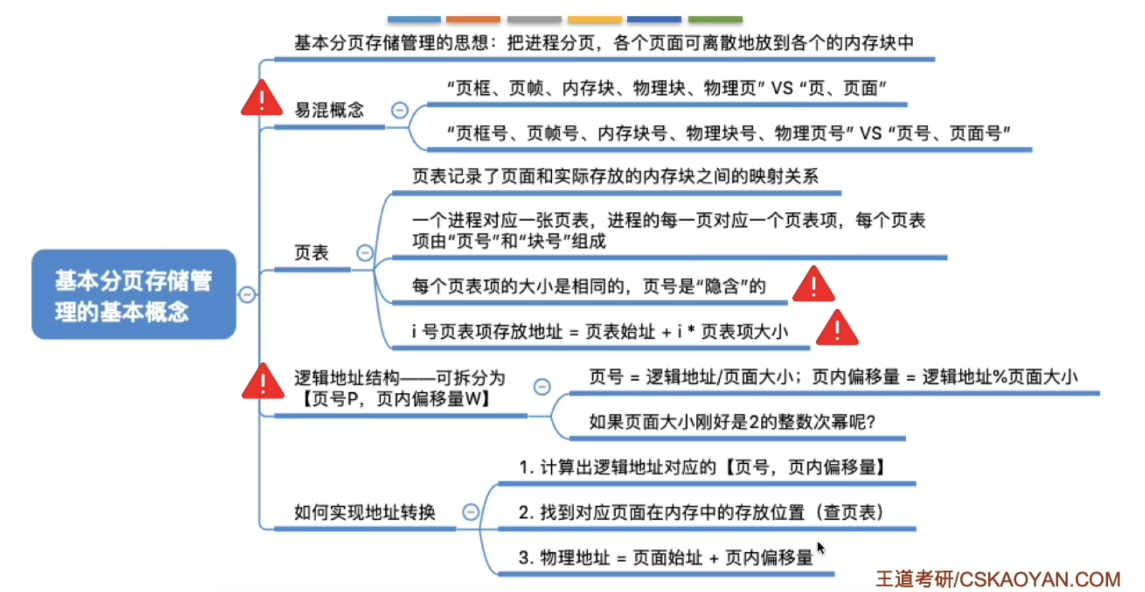 基本分页存储管理的思想：把进程分页，各个页面可离散地放到各个的内存块中
易混概念
“页框、页帧、内存块、物理块、物理页” VS “页、页面”
“页框号、页帧号、内存块号、物理块号、物理页号” VS “页号、页面号”
页表记录了页面和实际存放的内存块之间的映射关系
一个进程对应一张页表，进程的每一页对应一个页表项，每个页表
项由“页号”和“块号”组成
页表
每个页表项的大小是相同的，页号是“隐含”的
i 号页表项存放地址 = 页表始址 + i * 页表项大小
基本分页存储管
理的基本概念
逻辑地址结构——可拆分为
【页号P，页内偏移量W】
页号 = 逻辑地址/页面大小；页内偏移量 = 逻辑地址%页面大小
如果页面大小刚好是2的整数次幂呢?
如何实现地址转换
1. 计算出逻辑地址对应的【页号，页内偏移量】
2. 找到对应页面在内存中的存放位置（查页表）
3. 物理地址 = 页面始址 + 页内偏移量
王道考研/CSKAOYAN.COM